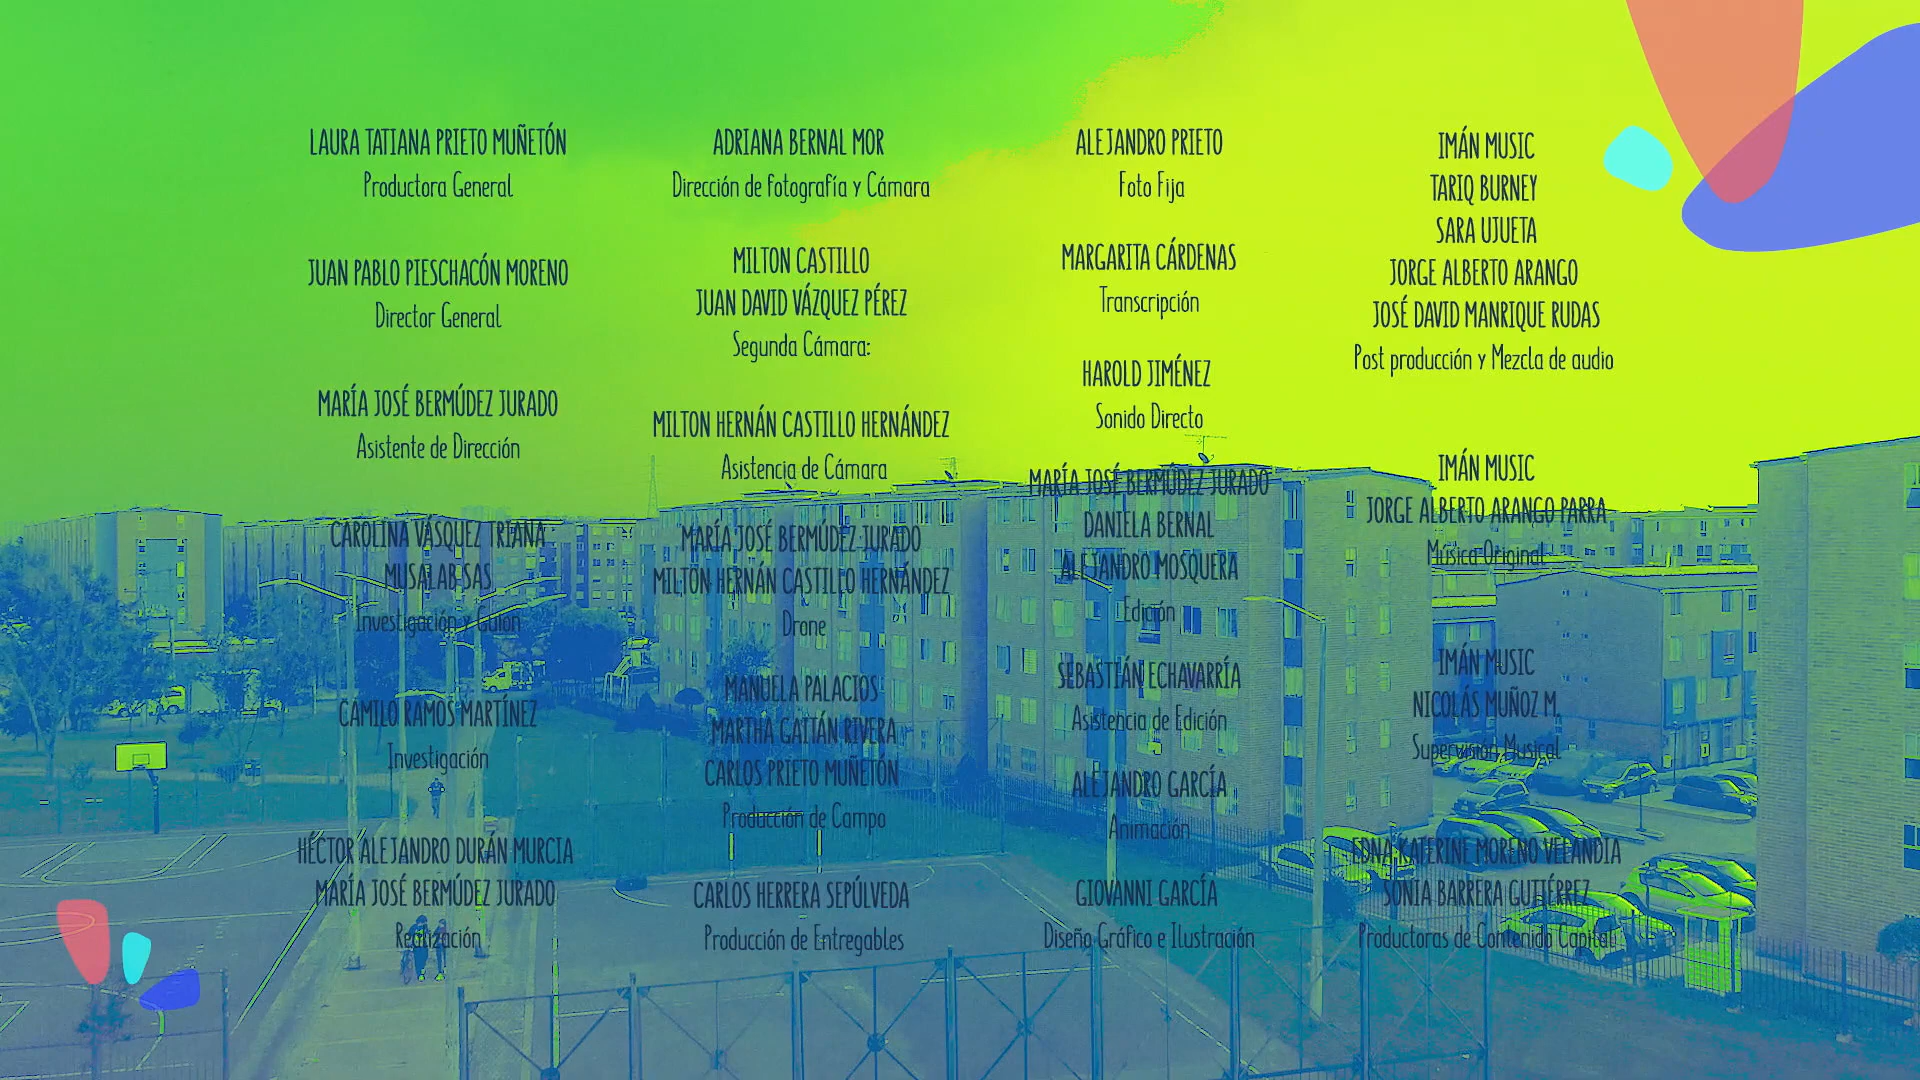 LAURA TATIANA PRIETO MUÑETÓN
Productora General
JUAN PABLO PIESCHACÓN MORENO
Director General
MARÍA JOSÉ BERMÚDEZ JURADO
Asistente de Dirección
CAROLINA VÁSQUEZ TRIANA
MUSALAB SAS
Investigación y Guión
CAMILO RAMOS MARTÍNEZ
Investigación
HÉCTOR ALEJANDRO DURÁN MURCIA
MARÍA JOSÉ BERMÚDEZ JURADO
Realización
ADRIANA BERNAL MOR
Dirección de fotografía y Cámara
MILTON CASTILLO
JUAN DAVID VÁZQUEZ PÉREZ
Segunda Cámara:
MILTON HERNÁN CASTILLO HERNÁNDEZ
Asistencia de Cámara
MARÍA JOSÉ BERMÚDEZ JURADO
MILTON HERNÁN CASTILLO HERNÁNDEZ
Drone
MANUELA PALACIOS
MARTHA GAITÁN RIVERA
CARLOS PRIETO MUÑETÓN
Producción de Campo
CARLOS HERRERA SEPÚLVEDA
Producción de Entregables
ALEJANDRO PRIETO
Foto Fija
MARGARITA CÁRDENAS
Transcripción
HAROLD JIMÉNEZ
Sonido Directo
MARÍA JOSÉ BERMÚDEZ JURADO
DANIELA BERNAL
ALEJANDRO MOSQUERA
Edición
SEBASTIÁN ECHAVARRÍA
Asistencia de Edición
ALEJANDRO GARCÍA
Animación
GIOVANNI GARCÍA
Diseño Gráfico e Ilustración
IMÁN MUSIC
TARIQ BURNEY
SARA UJUETA
JORGE ALBERTO ARANGO
JOSÉ DAVID MANRIQUE RUDAS
Post producción y Mezcla de audio
IMÁN MUSIC
JORGE ALBERTO ARANGO PARRA
Música Original
IMÁN MUSIC
NICOLÁS MUÑOZ M.
Supervisión Musical
EDNA KATERINE MORENO VELANDIA
SONIA BARRERA GUTIÉRREZ
Productoras de Contenido Capital